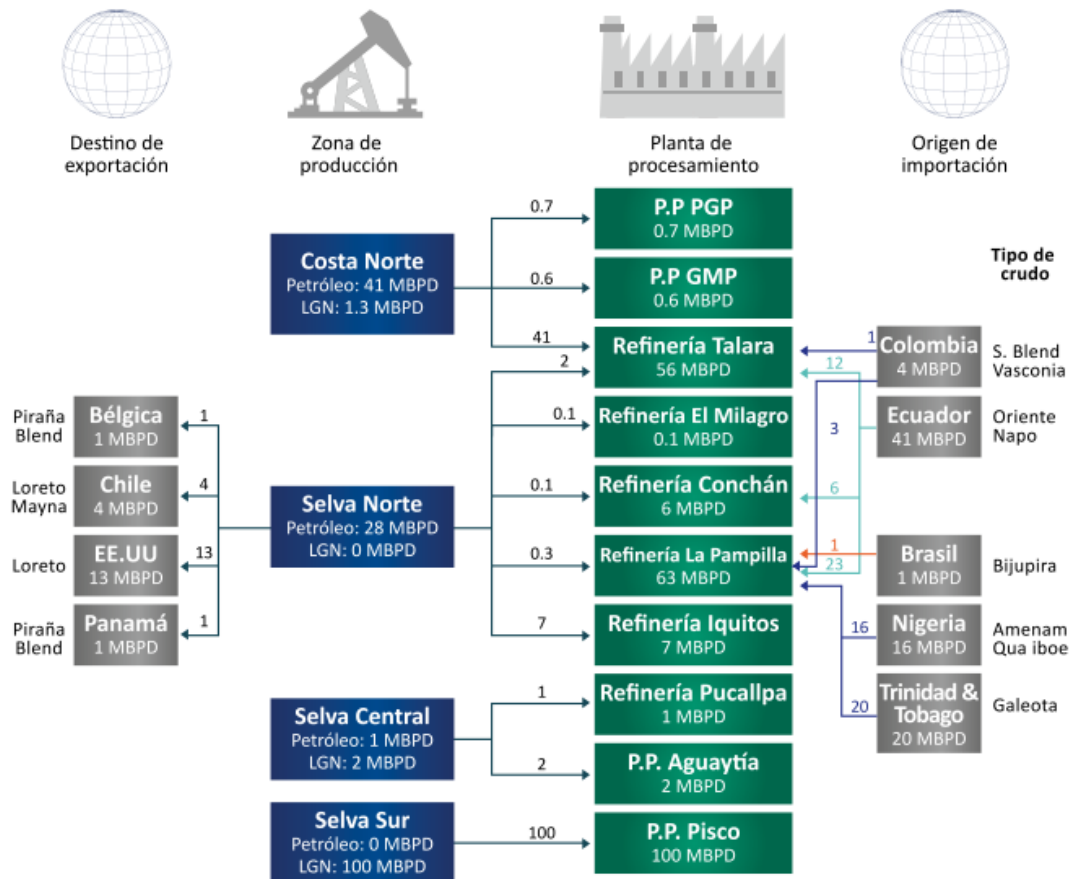 Destino de
exportación
Zona de
producción
Planta de
procesamiento
Origen de
importación
Tipo de
crudo
Costa Norte
Petróleo: 41 MBPD
LGN: 1.3 MBPD
0.7
P.P PGP
0.7 MBPD
0.6
P.P GMP
0.6 MBPD
41
2
Refinería Talara
56 MBPD
1
12
Colombia
4 MBPD
S. Blend
Vasconia
Piraña
Blend
Bélgica
1 MBPD
1
0.1
Refinería El Milagro
0.1 MBPD
3
Ecuador
41 MBPD
Oriente
Napo
Loreto
Mayna
Chile
4 MBPD
4
Selva Norte
Petróleo: 28 MBPD
LGN: 0 MBPD
0.1
Refinería Conchán
6 MBPD
6
Loreto
EE.UU
13 MBPD
13
0.3
Refinería La Pampilla
63 MBPD
1
23
Brasil
1 MBPD
Bijupira
Piraña
Blend
Panamá
1 MBPD
1
7
Refinería Iquitos
7 MBPD
16
Nigeria
16 MBPD
Amenam
Qua iboe
Selva Central
Petróleo: 1 MBPD
LGN: 2 MBPD
1
Refinería Pucallpa
1 MBPD
20
Trinidad &
Tobago
20 MBPD
Galeota
2
P.P. Aguaytía
2 MBPD
Selva Sur
Petróleo: 0 MBPD
LGN: 100 MBPD
100
P.P. Pisco
100 MBPD